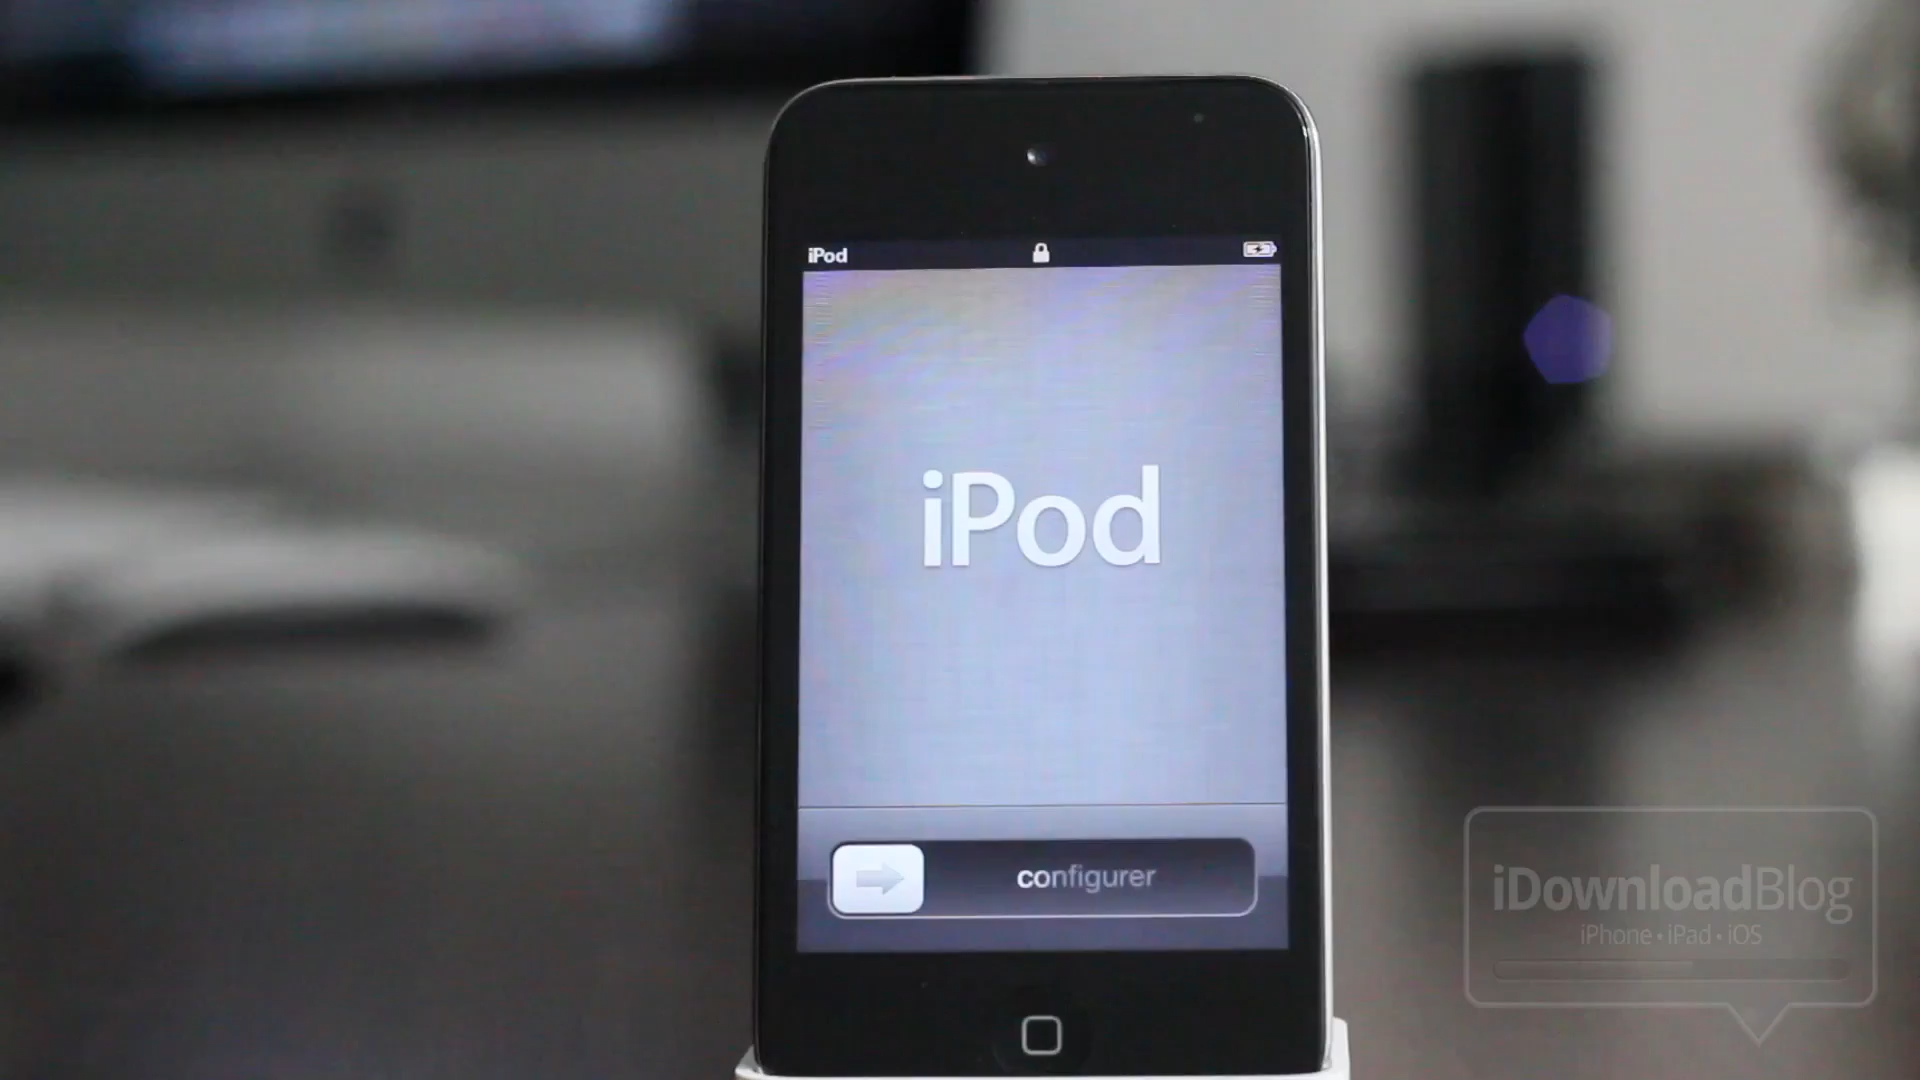 iPod
iPod
configurer
iDownloadBlog
iPhone • iPad • iOS